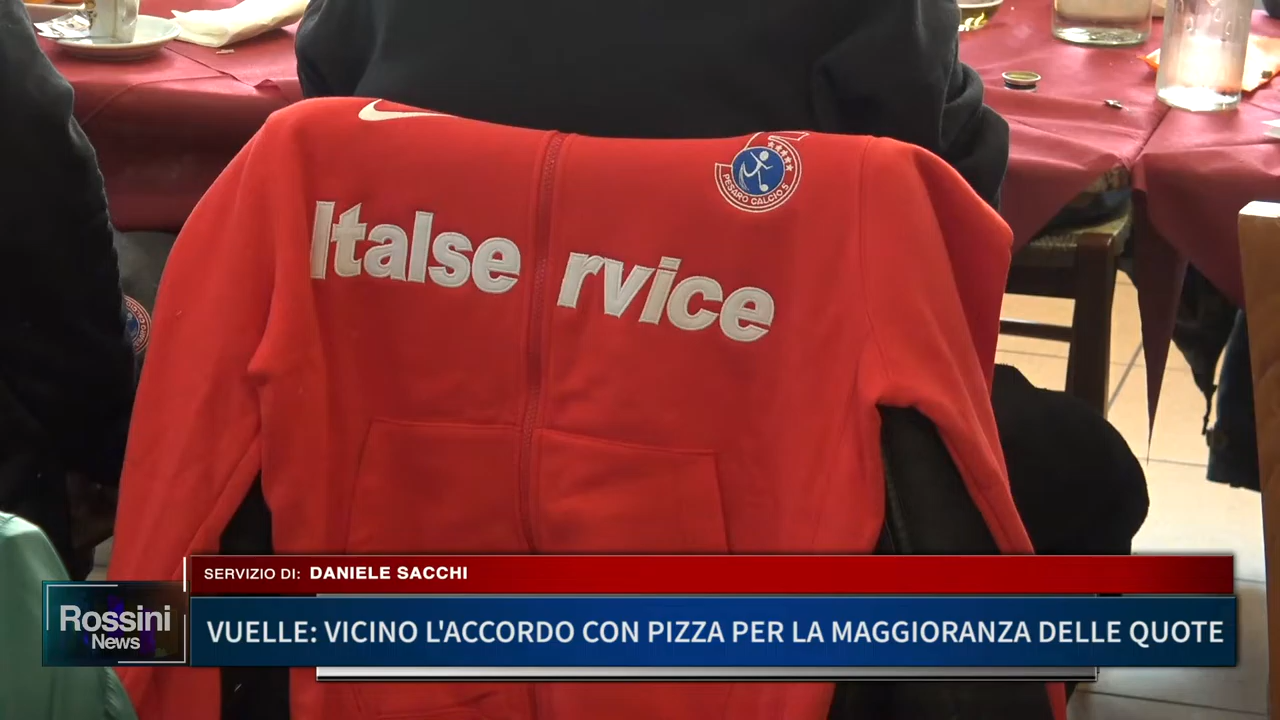 Italse rvice
PESARO CALCIO 5
SERVIZIO DI: DANIELE SACCHI
Rossini
News
VUELLE: VICINO L'ACCORDO CON PIZZA PER LA MAGGIORANZA DELLE QUOTE